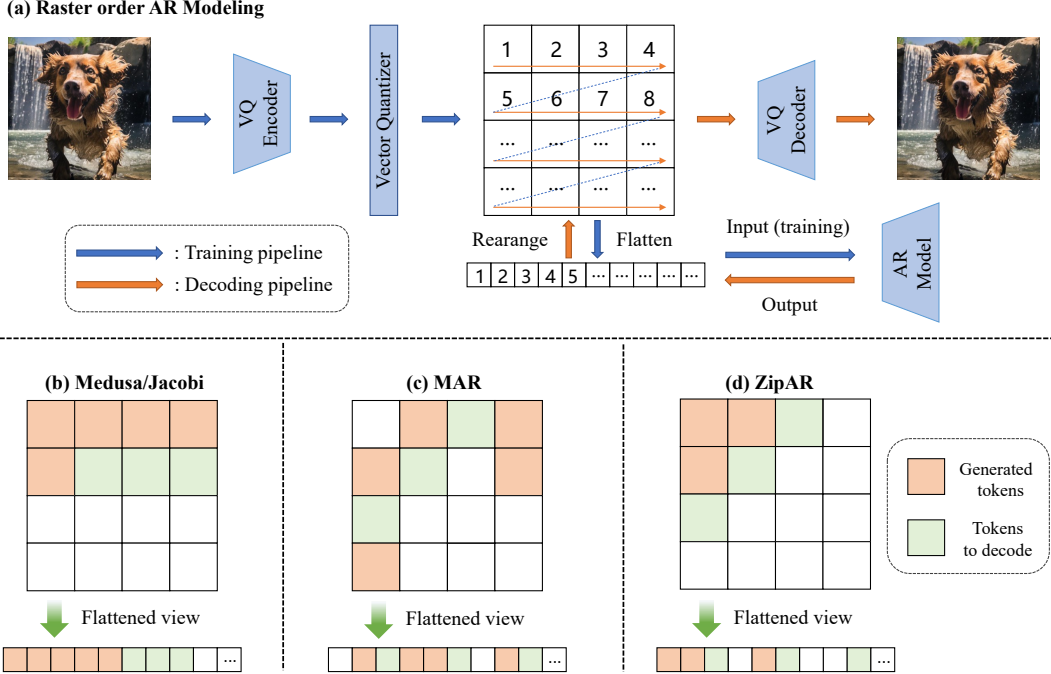 (a) Raster order AR Modeling
VQ
Encoder
Vector Quantizer
1 2 3 4
5 6 7 8
... ... ... ...
... ... ... ...
VQ
Decoder
Rearange
Flatten
1 2 3 4 5 ... ... ... ... ...
Input (training)
Output
AR
Model
: Training pipeline
: Decoding pipeline
(b) Medusa/Jacobi
(c) MAR
(d) ZipAR
Generated
tokens
Tokens
to decode
Flattened view
Flattened view
Flattened view
...
...
...